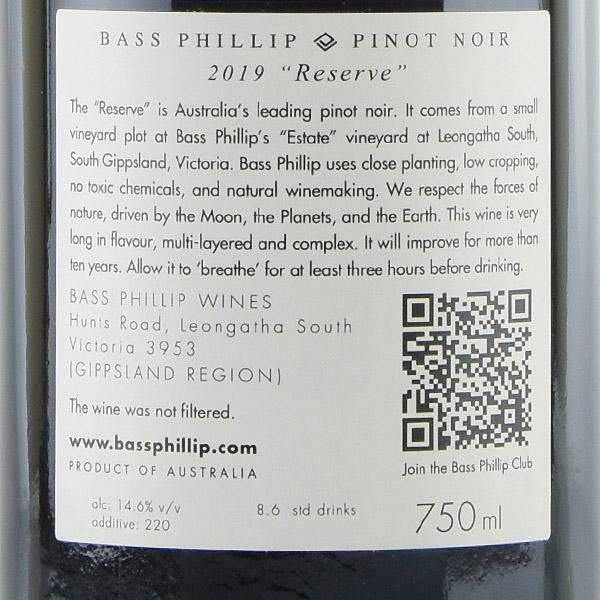 BASS PHILLIP PINOT NOIR
2019 "Reserve"
The "Reserve" is Australia's leading pinot noir. It comes from a small
vineyard plot at Bass Phillip's "Estate" vineyard at Leongatha South,
South Gippsland, Victoria. Bass Phillip uses close planting, low cropping,
no toxic chemicals, and natural winemaking. We respect the forces of
nature, driven by the Moon, the Planets, and the Earth. This wine is very
long in flavour, multi-layered and complex. It will improve for more than
ten years. Allow it to 'breathe' for at least three hours before drinking.
BASS PHILLIP WINES
Hunts Road, Leongatha South
Victoria 3953
(GIPPSLAND REGION)
The wine was not filtered.
www.bassphillip.com
PRODUCT OF AUSTRALIA
Join the Bass Phillip Club
alc: 14.6% v/v
additive: 220
8.6 std drinks
750 ml